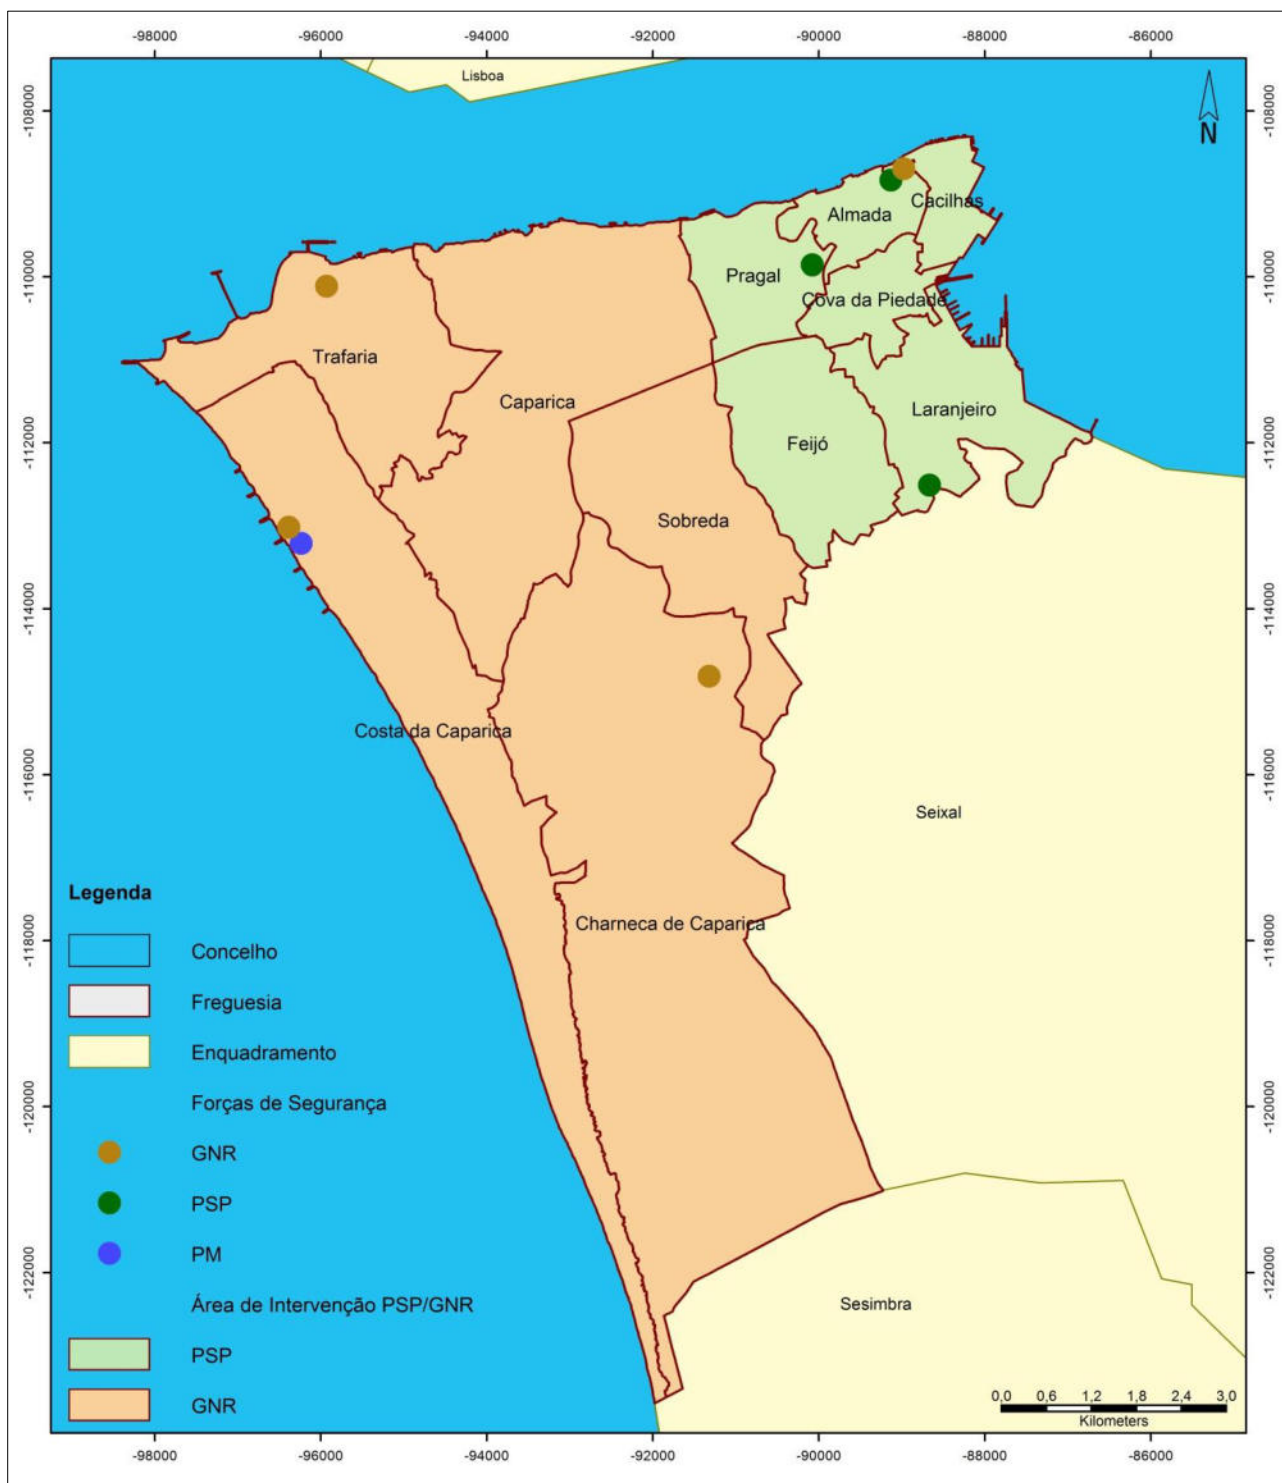 -98000 -96000 -94000 -92000 -90000 -88000 -86000
Lisboa
-108000
-108000
N
Cacilhas
Almada
Pragal
-110000
-110000
Cova da Piedade
Trafaria
Caparica
Laranjeiro
-112000
-112000
Feijó
Sobreda
-114000
-114000
Costa da Caparica
-116000
-116000
Seixal
Legenda
Charneca de Caparica
-118000
-118000
Concelho
Freguesia
Enquadramento
Forças de Segurança
-120000
-120000
GNR
PSP
PM
-122000
-122000
Área de Intervenção PSP/GNR
Sesimbra
PSP
GNR
0,0 0,6 1,2 1,8 2,4 3,0
Kilometers
-98000 -96000 -94000 -92000 -90000 -88000 -86000